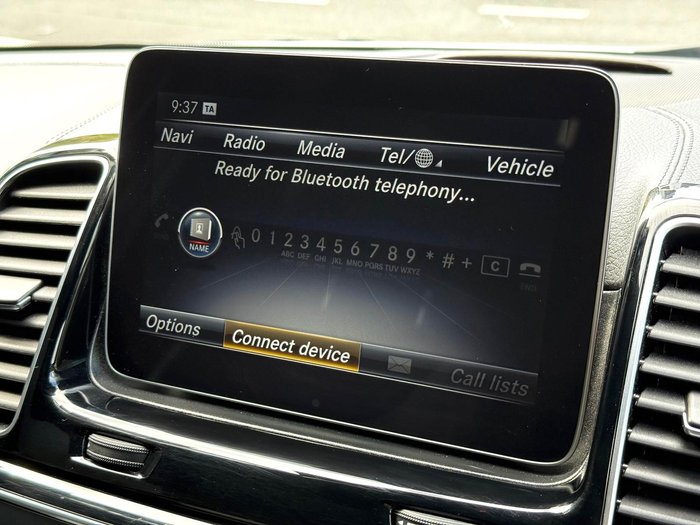 9:37 TA
Navi Radio Media Tel/ Vehicle
Ready for Bluetooth telephony...
NAME 0 1 2 3 4 5 6 7 8 9 * # + C
ABC DEF GHI JKL MNO PQRS TUV WXYZ
END
Options Connect device Call lists